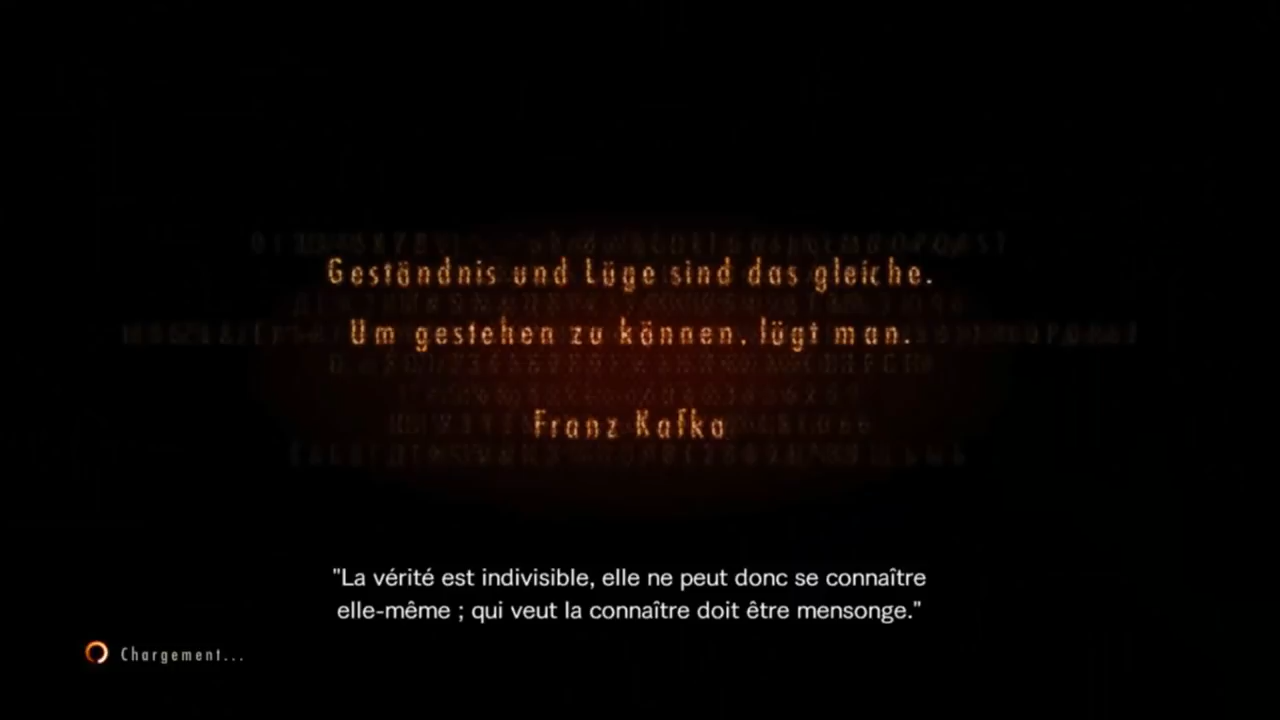 Geständnis und Lüge sind das gleiche.
Um gestehen zu können, lügt man.
Franz Kafka
"La vérité est indivisible, elle ne peut donc se connaître
elle-même ; qui veut la connaître doit être mensonge."
Chargement...